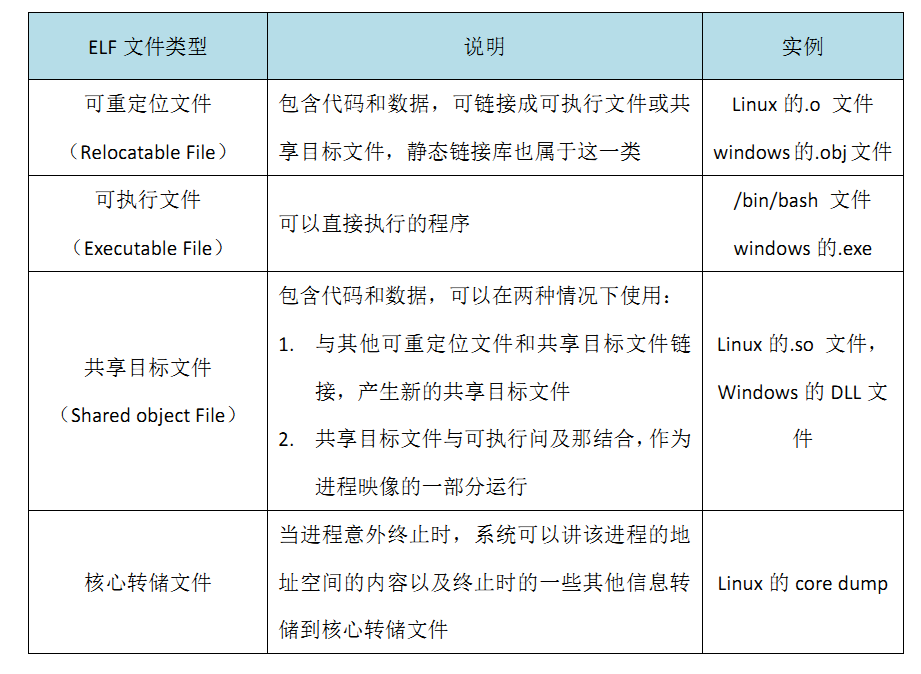 ELF 文件类型 说明 实例
可重定位文件
（Relocatable File）
包含代码和数据，可链接成可执行文件或共
享目标文件，静态链接库也属于这一类
Linux 的.o 文件
windows 的.obj 文件
可执行文件
（Executable File）
可以直接执行的程序
/bin/bash 文件
windows 的.exe
共享目标文件
（Shared object File）
包含代码和数据，可以在两种情况下使用：
1. 与其他可重定位文件和共享目标文件链
接，产生新的共享目标文件
2. 共享目标文件与可执行问及那结合，作为
进程映像的一部分运行
Linux 的.so 文件，
Windows 的 DLL 文
件
核心转储文件
当进程意外终止时，系统可以讲该进程的地
址空间的内容以及终止时的一些其他信息转
储到核心转储文件
Linux 的 core dump